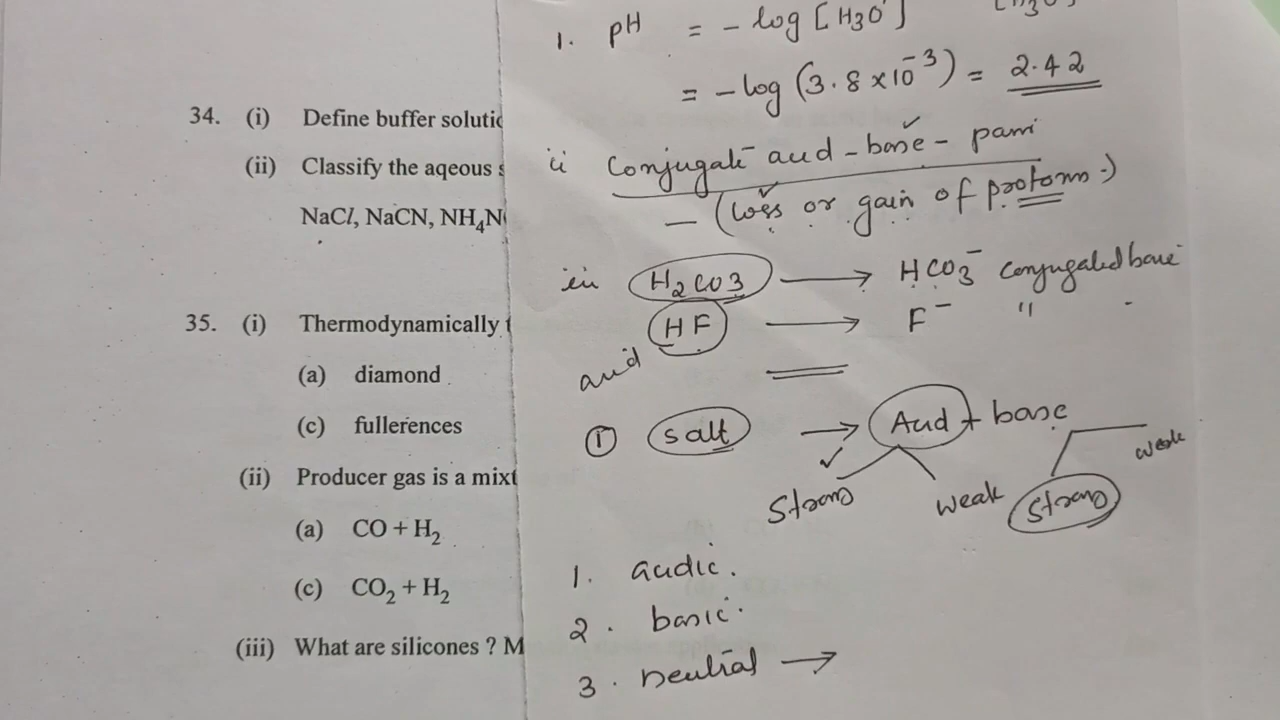 34. (i) Define buffer solutio
(ii) Classify the aqeous s
NaCl, NaCN, NH₄N
35. (i) Thermodynamically t
(a) diamond
(c) fullerences
(ii) Producer gas is a mixt
(a) CO + H₂
(c) CO₂ + H₂
(iii) What are silicones ? M
1. pH = - log [H3O]
= - log (3.8 x 10⁻³) = 2.42
ii Conjugate acid - base - pair
— (loss or gain of protons.)
iii H2CO3 → HCO3⁻ conjugated base
HF → F⁻ "
acid
① salt → Acid + base
Strong weak Strong weak
1. acidic.
2. basic.
3. neutral →